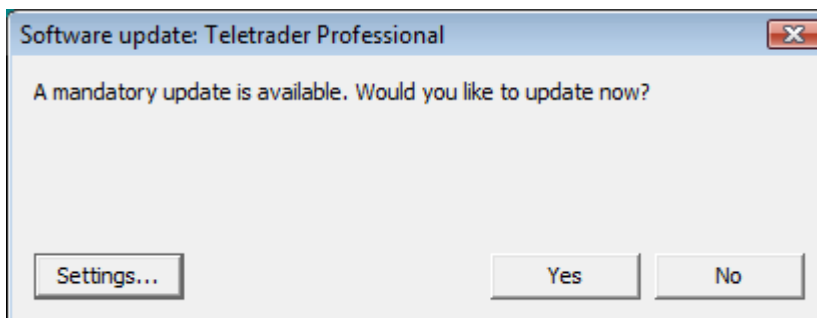 Software update: Teletrader Professional
A mandatory update is available. Would you like to update now?
Settings... Yes No